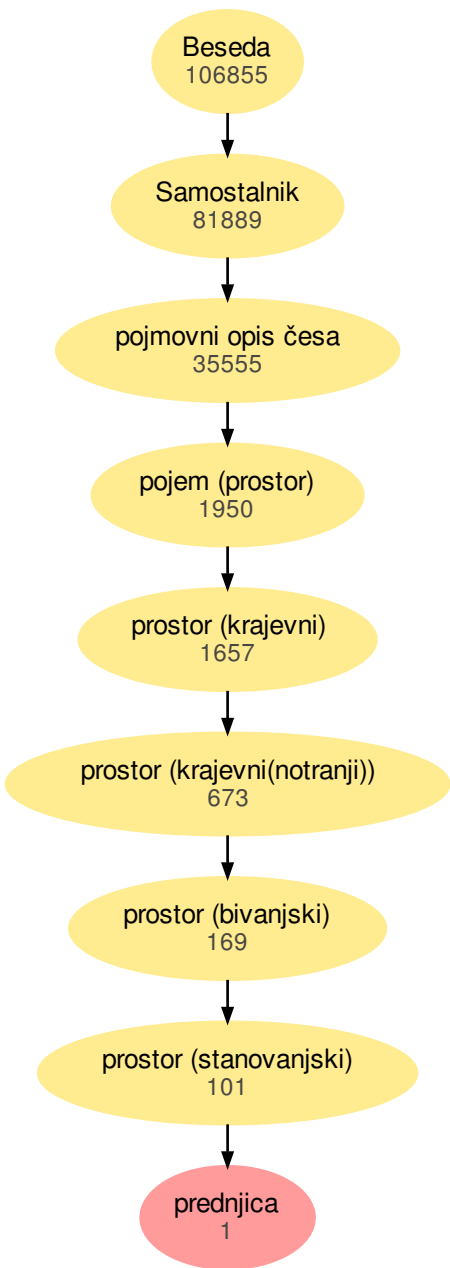 Beseda
106855
Samostalnik
81889
pojmovni opis česa
35555
pojem (prostor)
1950
prostor (krajevni)
1657
prostor (krajevni(notranji))
673
prostor (bivanjski)
169
prostor (stanovanjski)
101
prednjica
1